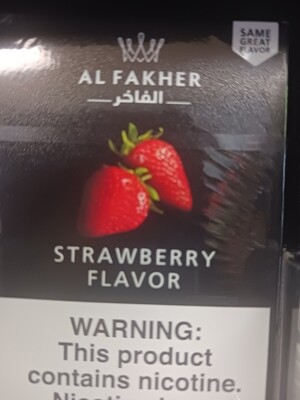 SAME
GREAT
FLAVOR
AL FAKHER
الفاخر
STRAWBERRY
FLAVOR
WARNING:
This product
contains nicotine.